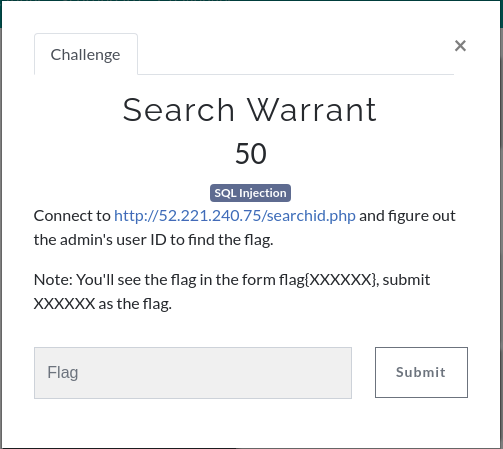 Challenge
×
Search Warrant
50
SQL Injection
Connect to http://52.221.240.75/searchid.php and figure out
the admin's user ID to find the flag.
Note: You'll see the flag in the form flag{XXXXXX}, submit
XXXXXX as the flag.
Flag
Submit